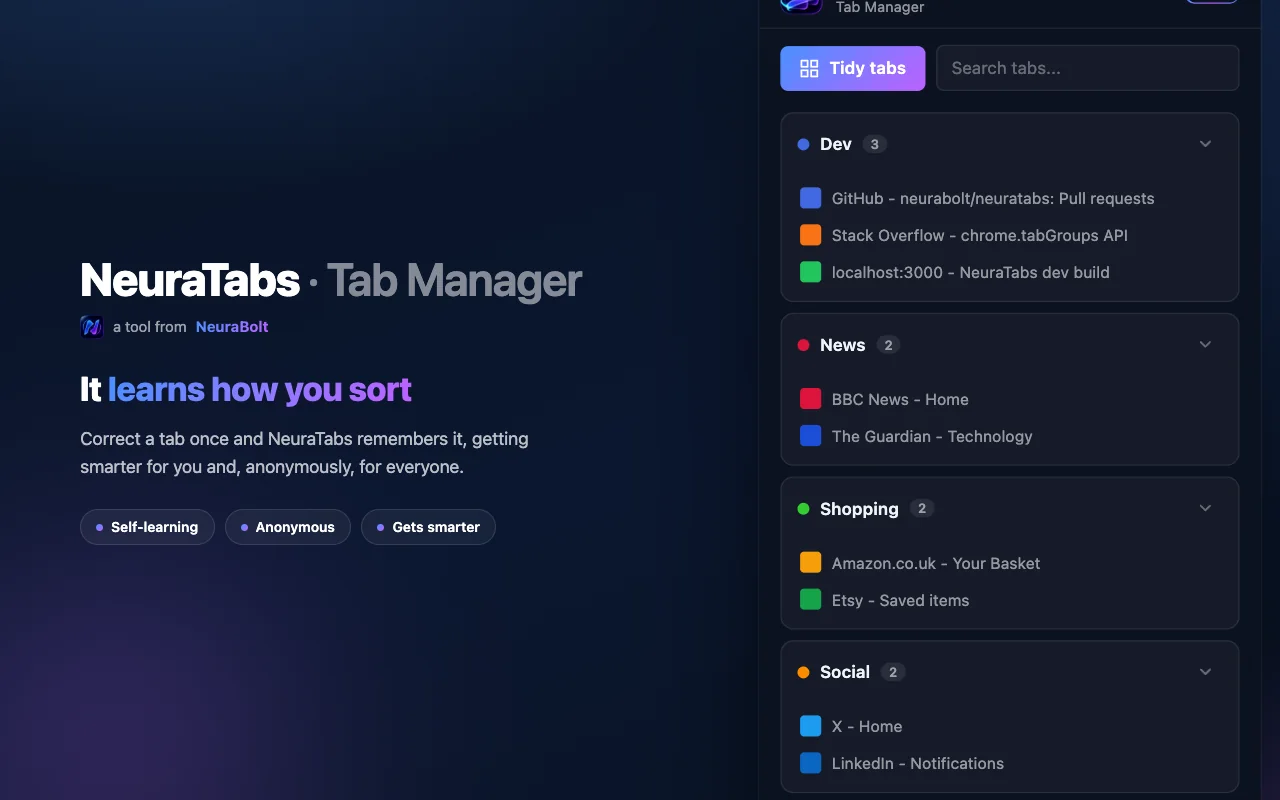 NeuraTabs · Tab Manager
a tool from NeuraBolt
It learns how you sort
Correct a tab once and NeuraTabs remembers it, getting
smarter for you and, anonymously, for everyone.
Self-learning
Anonymous
Gets smarter
Tab Manager
Tidy tabs
Search tabs...
Dev 3
GitHub - neurabolt/neuratabs: Pull requests
Stack Overflow - chrome.tabGroups API
localhost:3000 - NeuraTabs dev build
News 2
BBC News - Home
The Guardian - Technology
Shopping 2
Amazon.co.uk - Your Basket
Etsy - Saved items
Social 2
X - Home
LinkedIn - Notifications